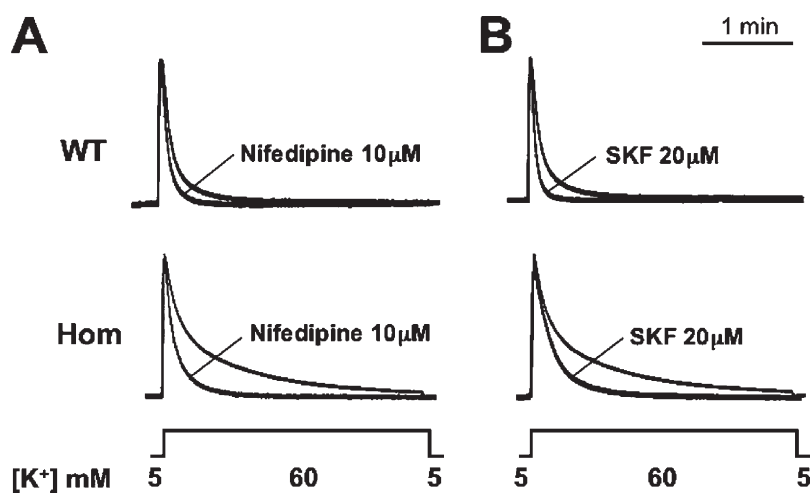 A
B
1 min
WT
Nifedipine 10μM
SKF 20μM
Hom
Nifedipine 10μM
SKF 20μM
[K⁺] mM 5 60 5 5 60 5